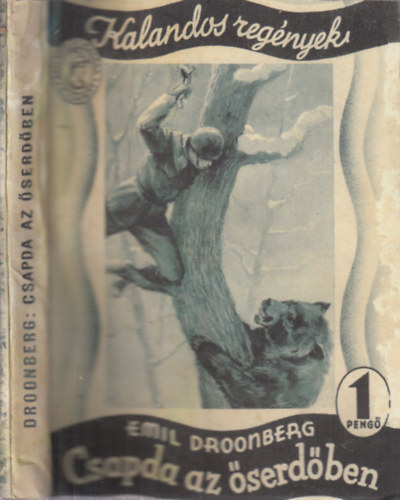 DROONBERG: CSAPDA AZ ŐSERDŐBEN
Kalandos regények
1
PENGŐ
EMIL DROONBERG
Csapda az őserdőben